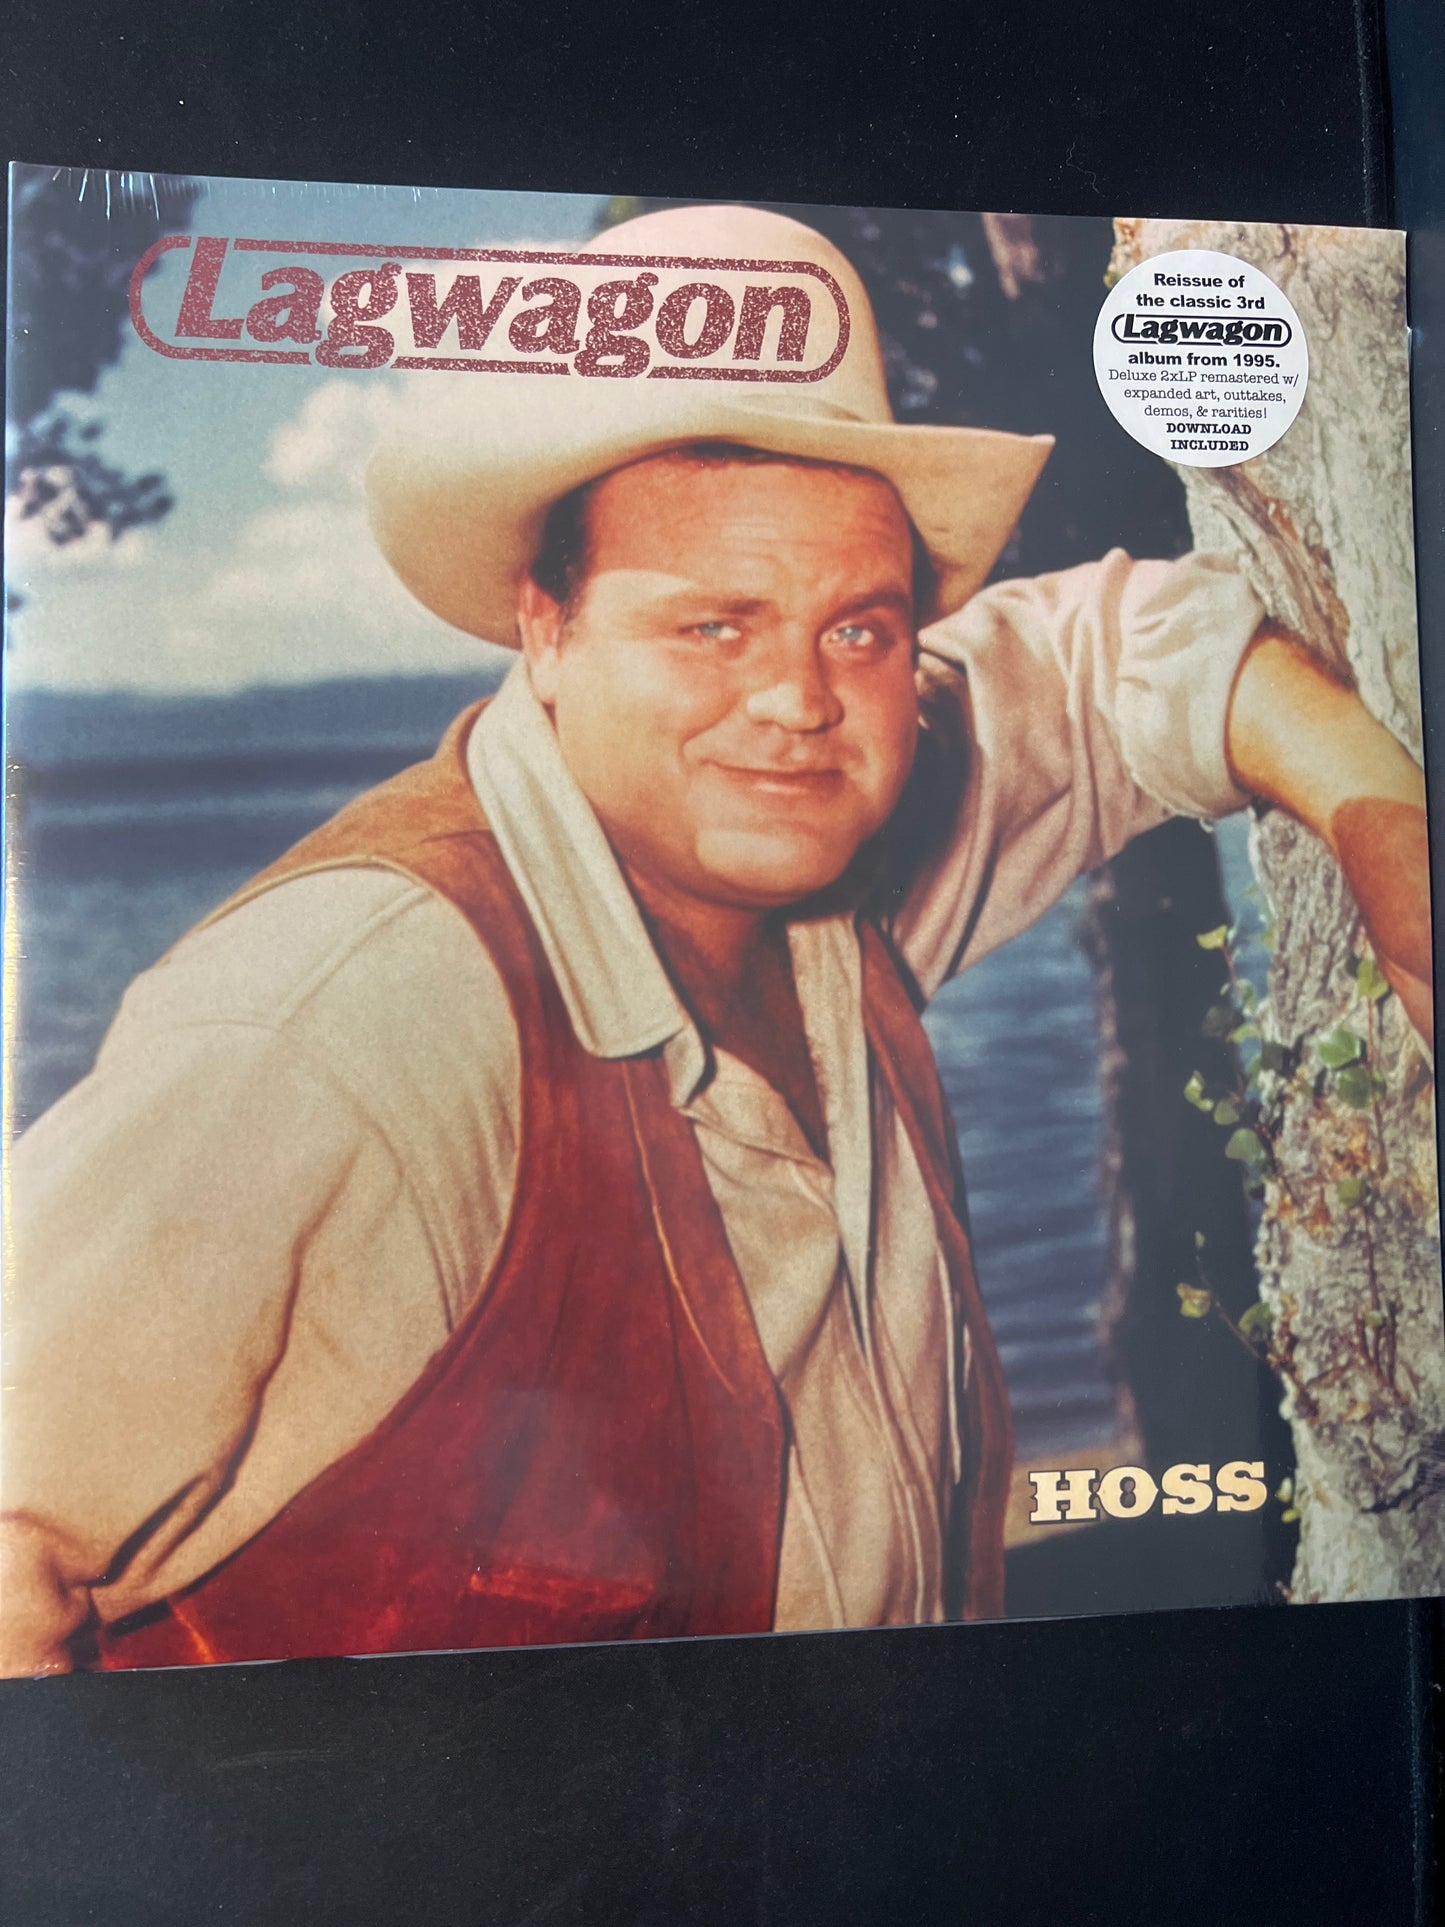 Lagwagon
Reissue of
the classic 3rd
Lagwagon
album from 1995.
Deluxe 2xLP remastered w/
expanded art, outtakes,
demos, & rarities!
DOWNLOAD
INCLUDED
HOSS